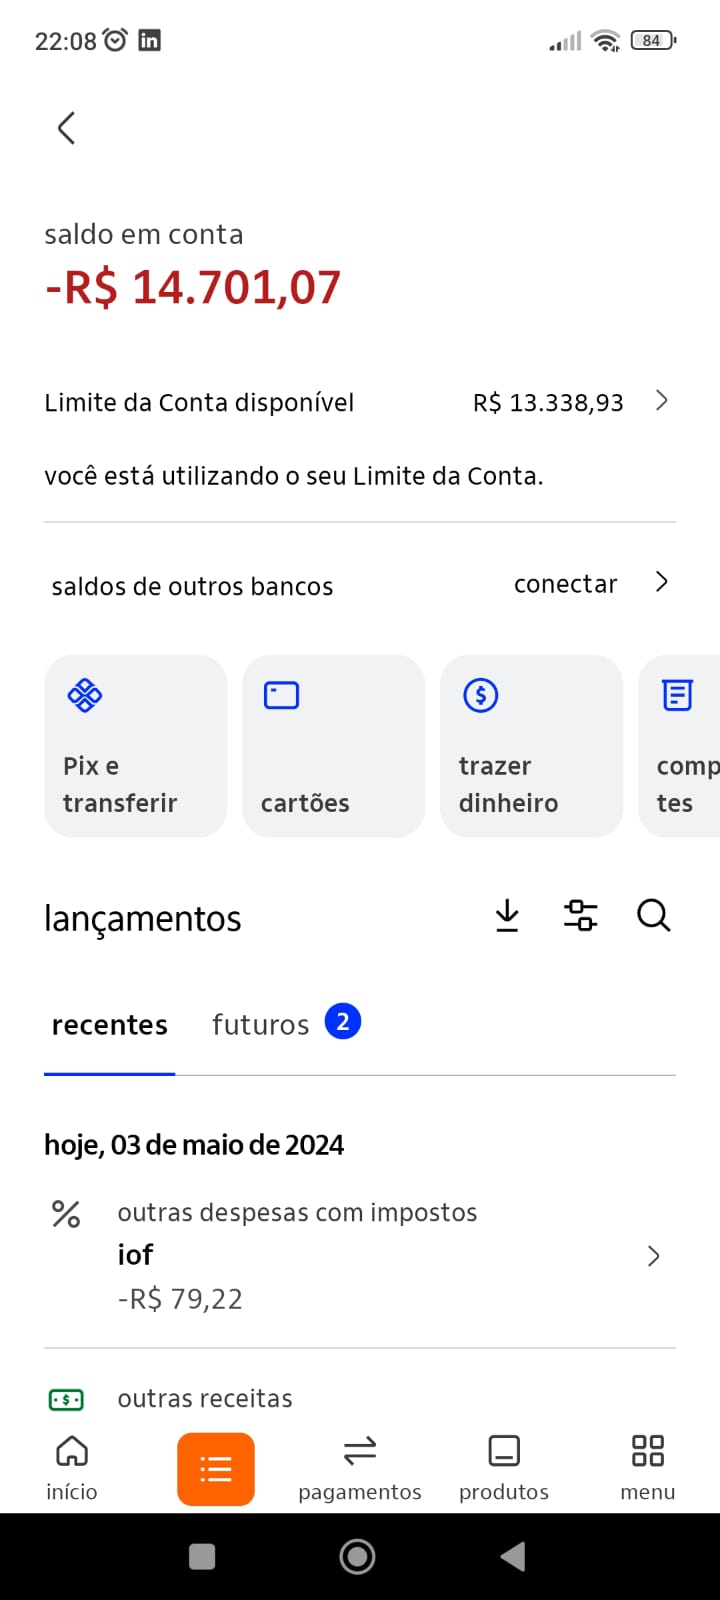 22:08 in 84
saldo em conta
-R$ 14.701,07
Limite da Conta disponível R$ 13.338,93
você está utilizando o seu Limite da Conta.
saldos de outros bancos conectar
Pix e
transferir
cartões
trazer
dinheiro
comp
tes
lançamentos
recentes futuros 2
hoje, 03 de maio de 2024
outras despesas com impostos
iof
-R$ 79,22
outras receitas
início pagamentos produtos menu